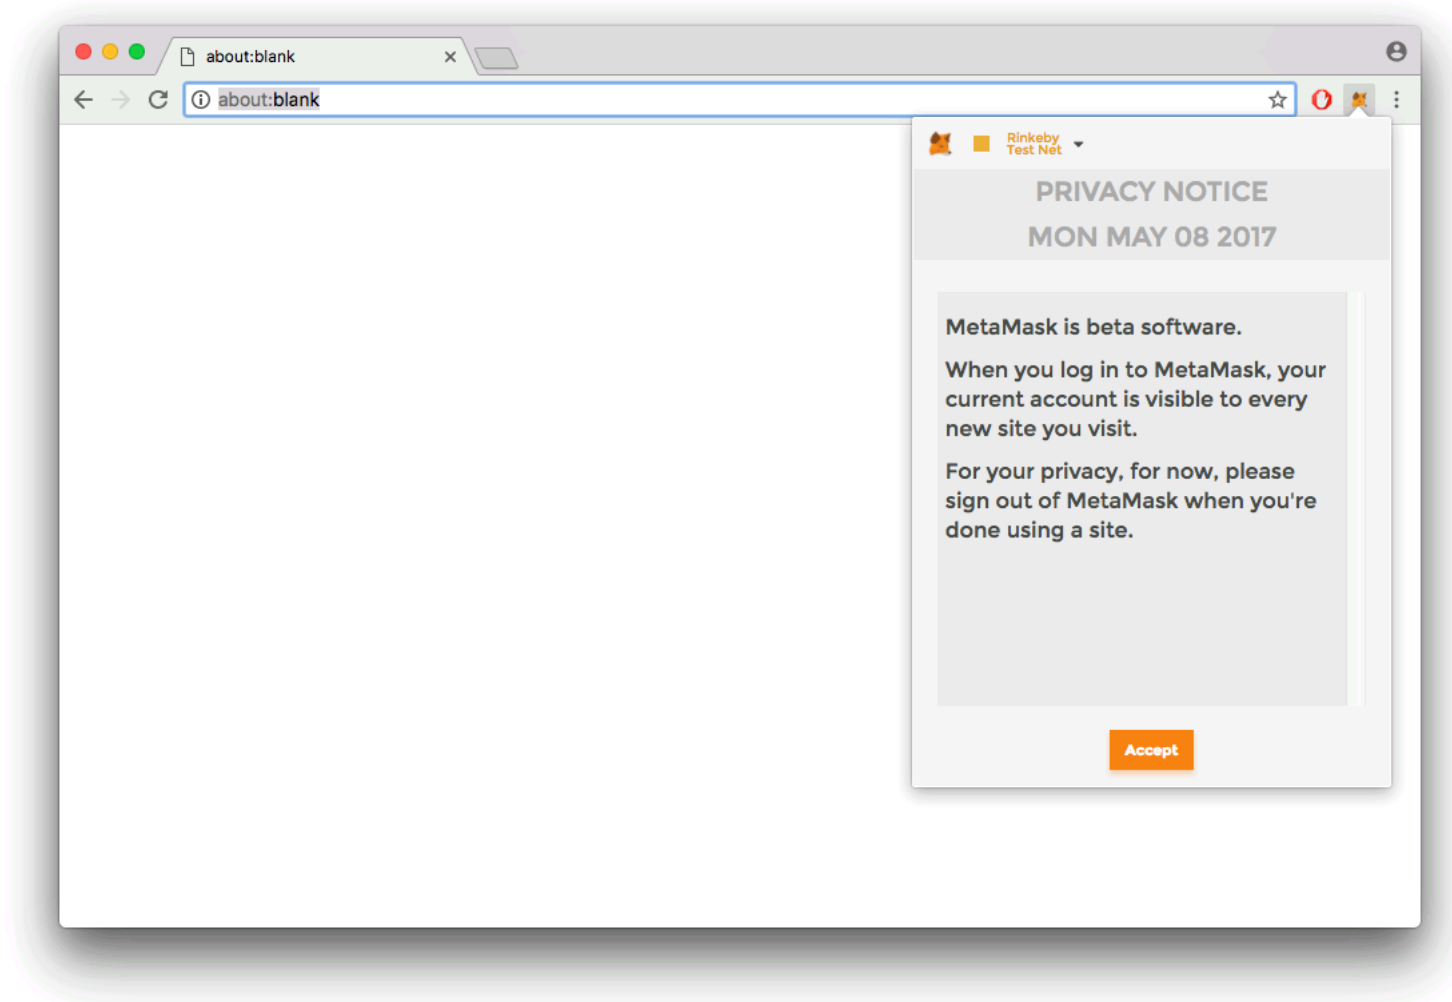 about:blank
about:blank
Rinkeby
Test Net
PRIVACY NOTICE
MON MAY 08 2017
MetaMask is beta software.
When you log in to MetaMask, your
current account is visible to every
new site you visit.
For your privacy, for now, please
sign out of MetaMask when you're
done using a site.
Accept